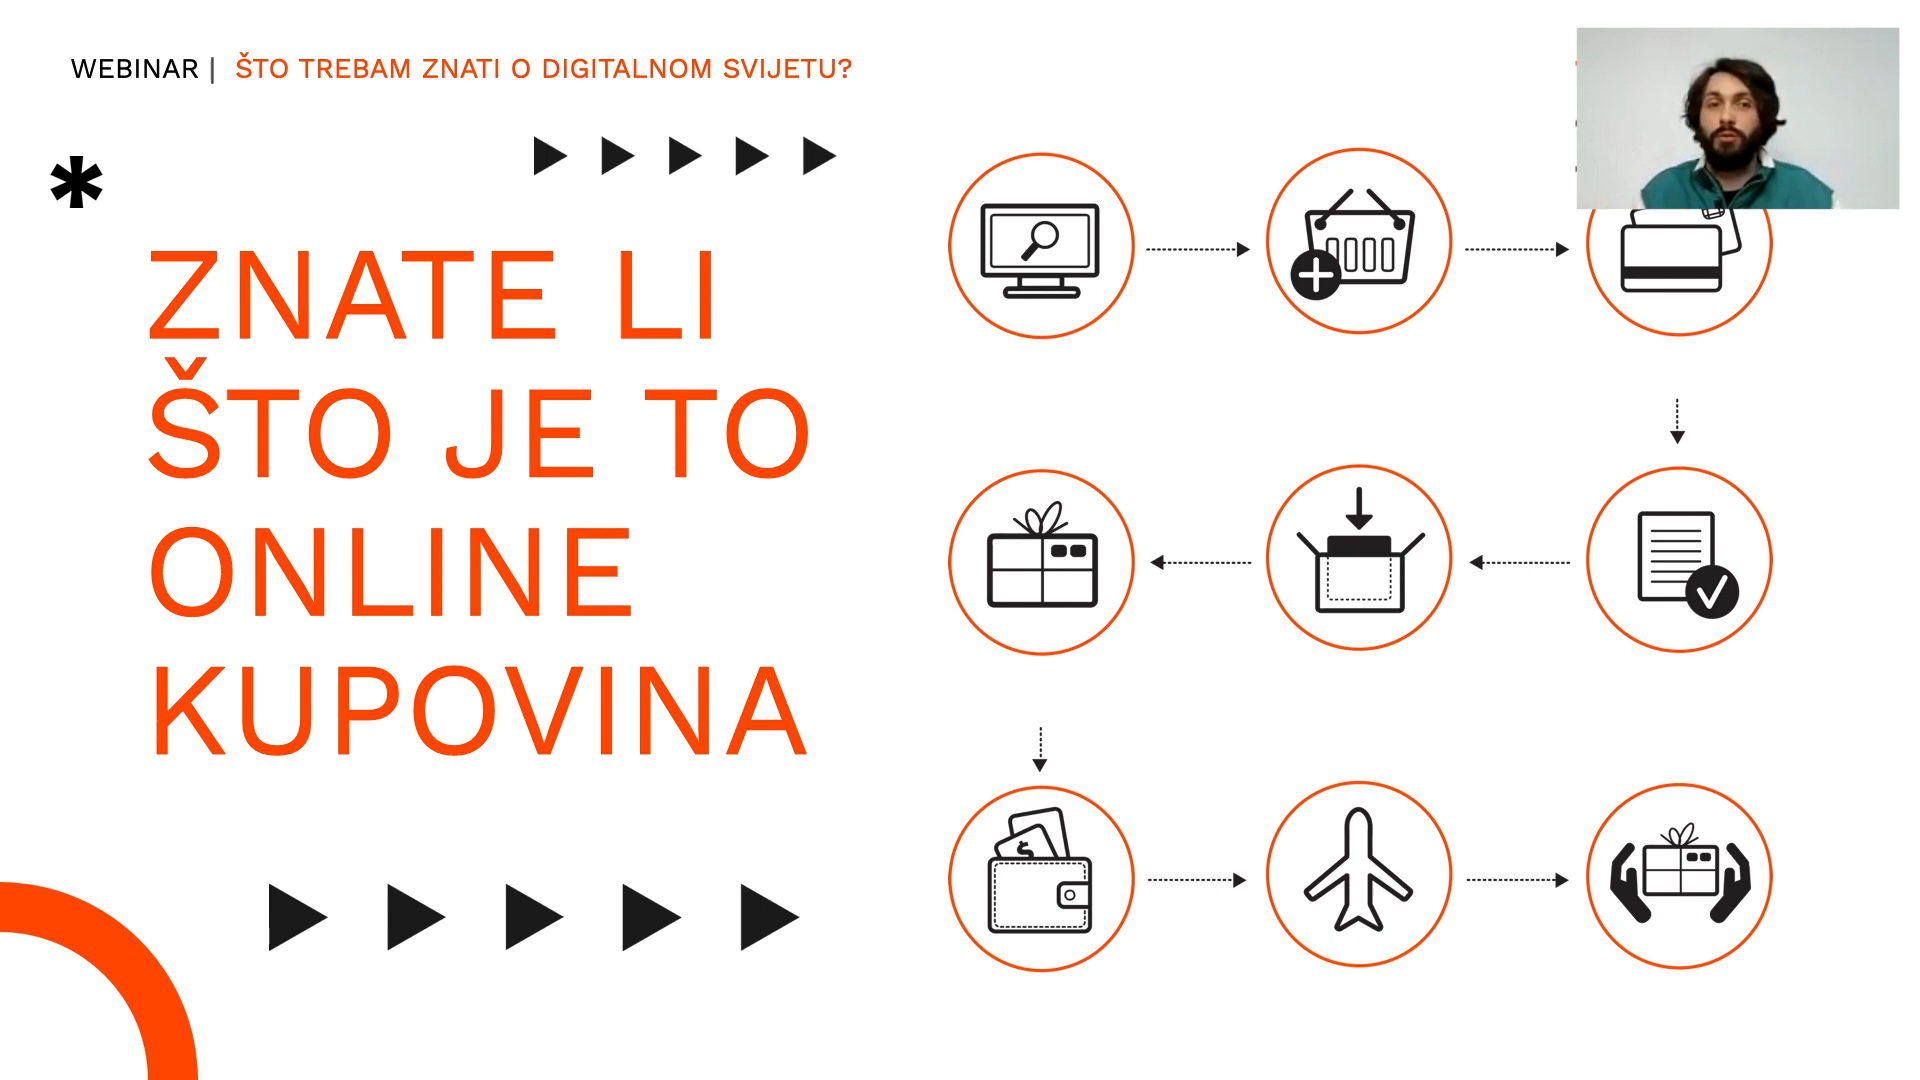 WEBINAR | ŠTO TREBAM ZNATI O DIGITALNOM SVIJETU?
*
ZNATE LI
ŠTO JE TO
ONLINE
KUPOVINA
$